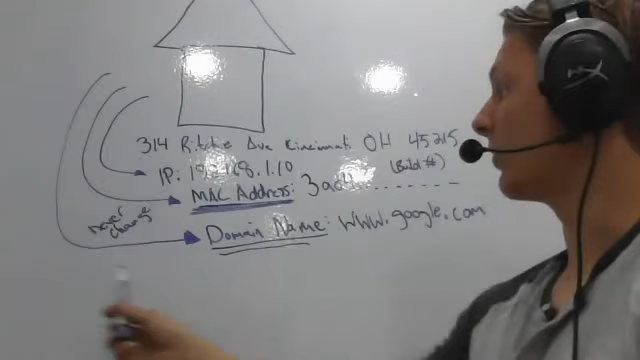 314 Ritchie Ave Cincinnati OH 45215
IP: 192.168.1.10 (Build #)
MAC Address: 3ad4.......
never change
Domain Name: www.google.com